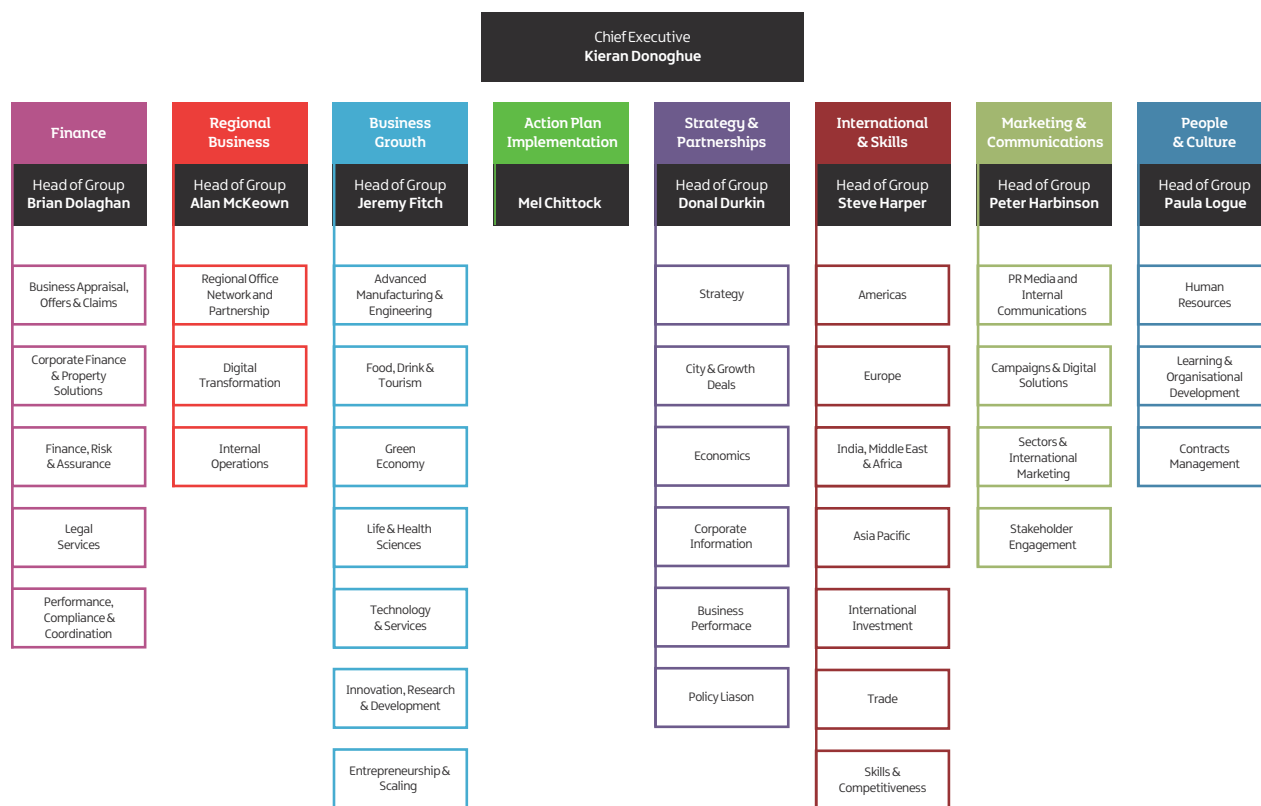 Chief Executive
Kieran Donoghue
Finance
Head of Group
Brian Dolaghan
Business Appraisal,
Offers & Claims
Corporate Finance
& Property
Solutions
Finance, Risk
& Assurance
Legal
Services
Performance,
Compliance &
Coordination
Regional
Business
Head of Group
Alan McKeown
Regional Office
Network and
Partnership
Digital
Transformation
Internal
Operations
Business
Growth
Head of Group
Jeremy Fitch
Advanced
Manufacturing &
Engineering
Food, Drink &
Tourism
Green
Economy
Life & Health
Sciences
Technology
& Services
Innovation, Research
& Development
Entrepreneurship &
Scaling
Action Plan
Implementation
Mel Chittock
Strategy &
Partnerships
Head of Group
Donal Durkin
Strategy
City & Growth
Deals
Economics
Corporate
Information
Business
Performace
Policy Liason
International
& Skills
Head of Group
Steve Harper
Americas
Europe
India, Middle East
& Africa
Asia Pacific
International
Investment
Trade
Skills &
Competitiveness
Marketing &
Communications
Head of Group
Peter Harbinson
PR Media and
Internal
Communications
Campaigns & Digital
Solutions
Sectors &
International
Marketing
Stakeholder
Engagement
People
& Culture
Head of Group
Paula Logue
Human
Resources
Learning &
Organisational
Development
Contracts
Management